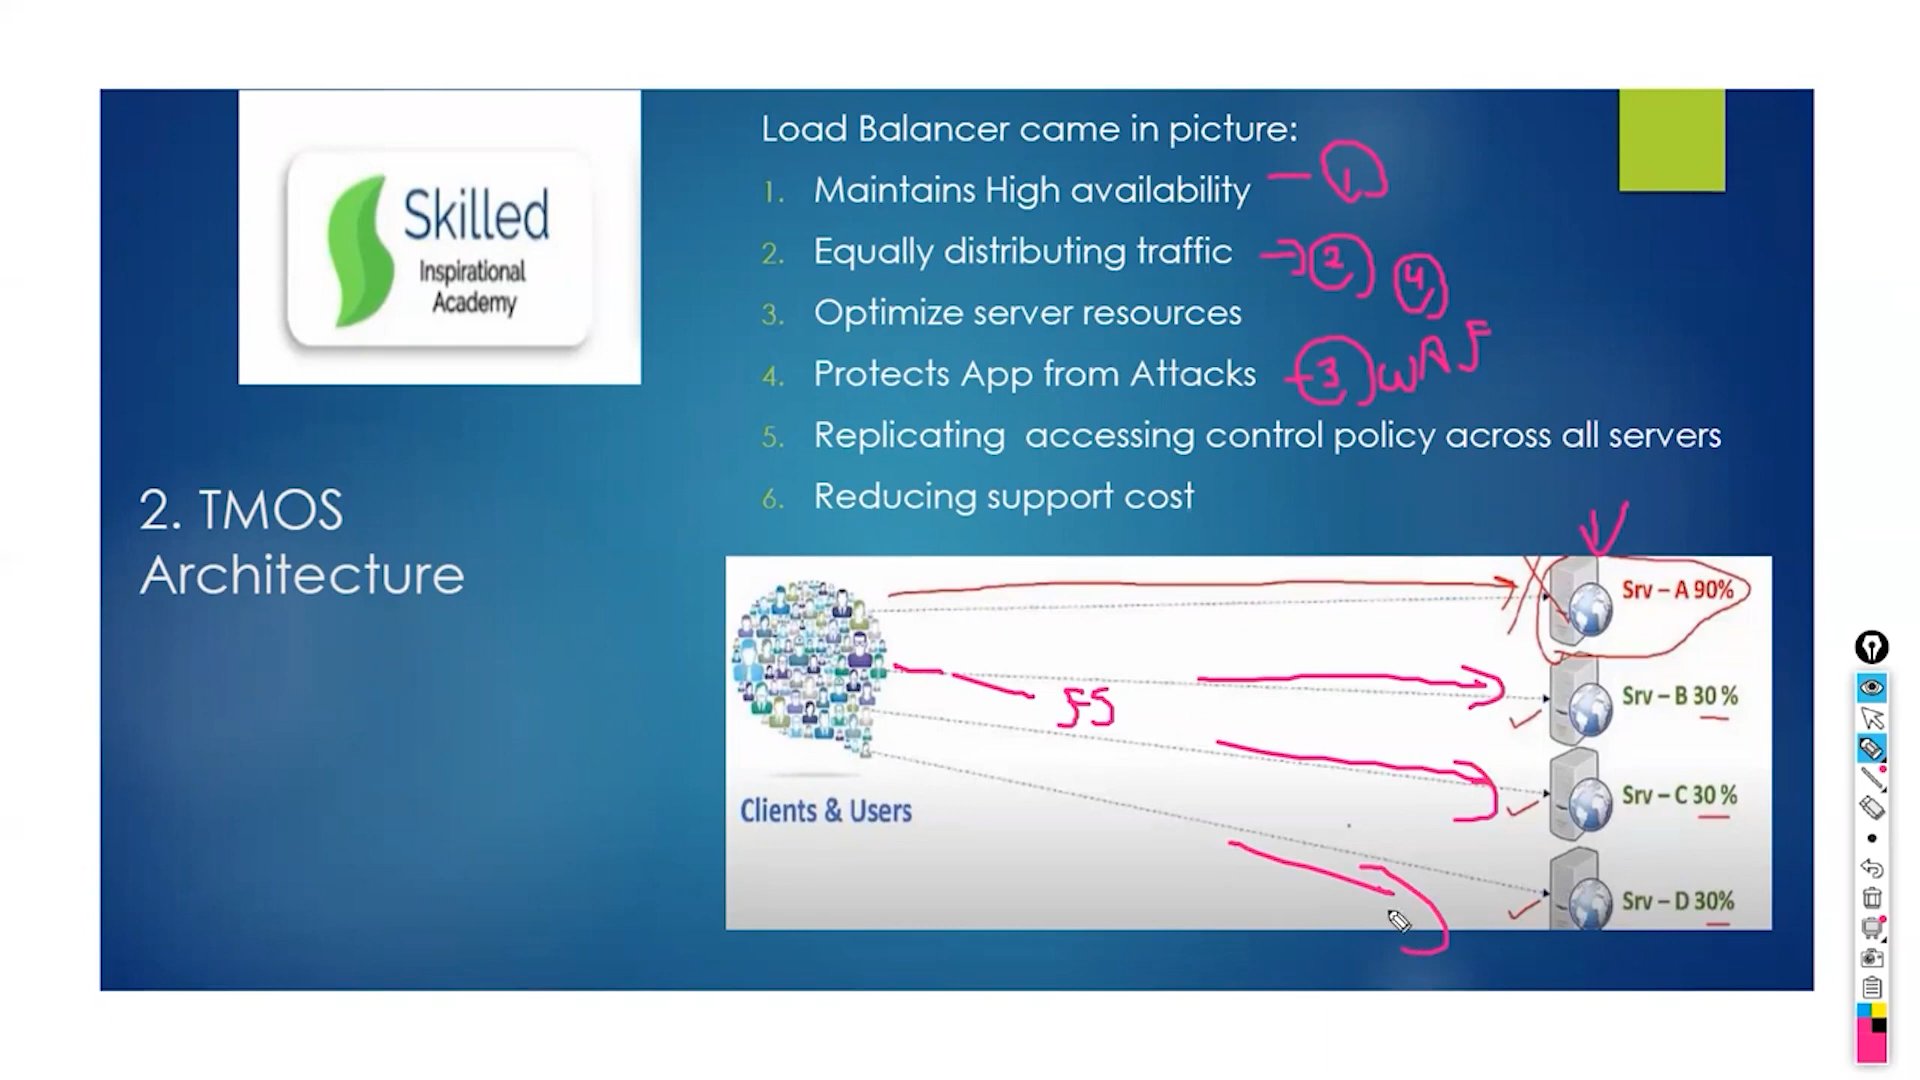 Skilled
Inspirational
Academy
2. TMOS
Architecture
Load Balancer came in picture:
1. Maintains High availability
1
2. Equally distributing traffic
2 4
3. Optimize server resources
4. Protects App from Attacks
3 WAF
5. Replicating accessing control policy across all servers
6. Reducing support cost
Srv – A 90%
Srv – B 30 %
F5
Srv – C 30 %
Clients & Users
Srv – D 30%